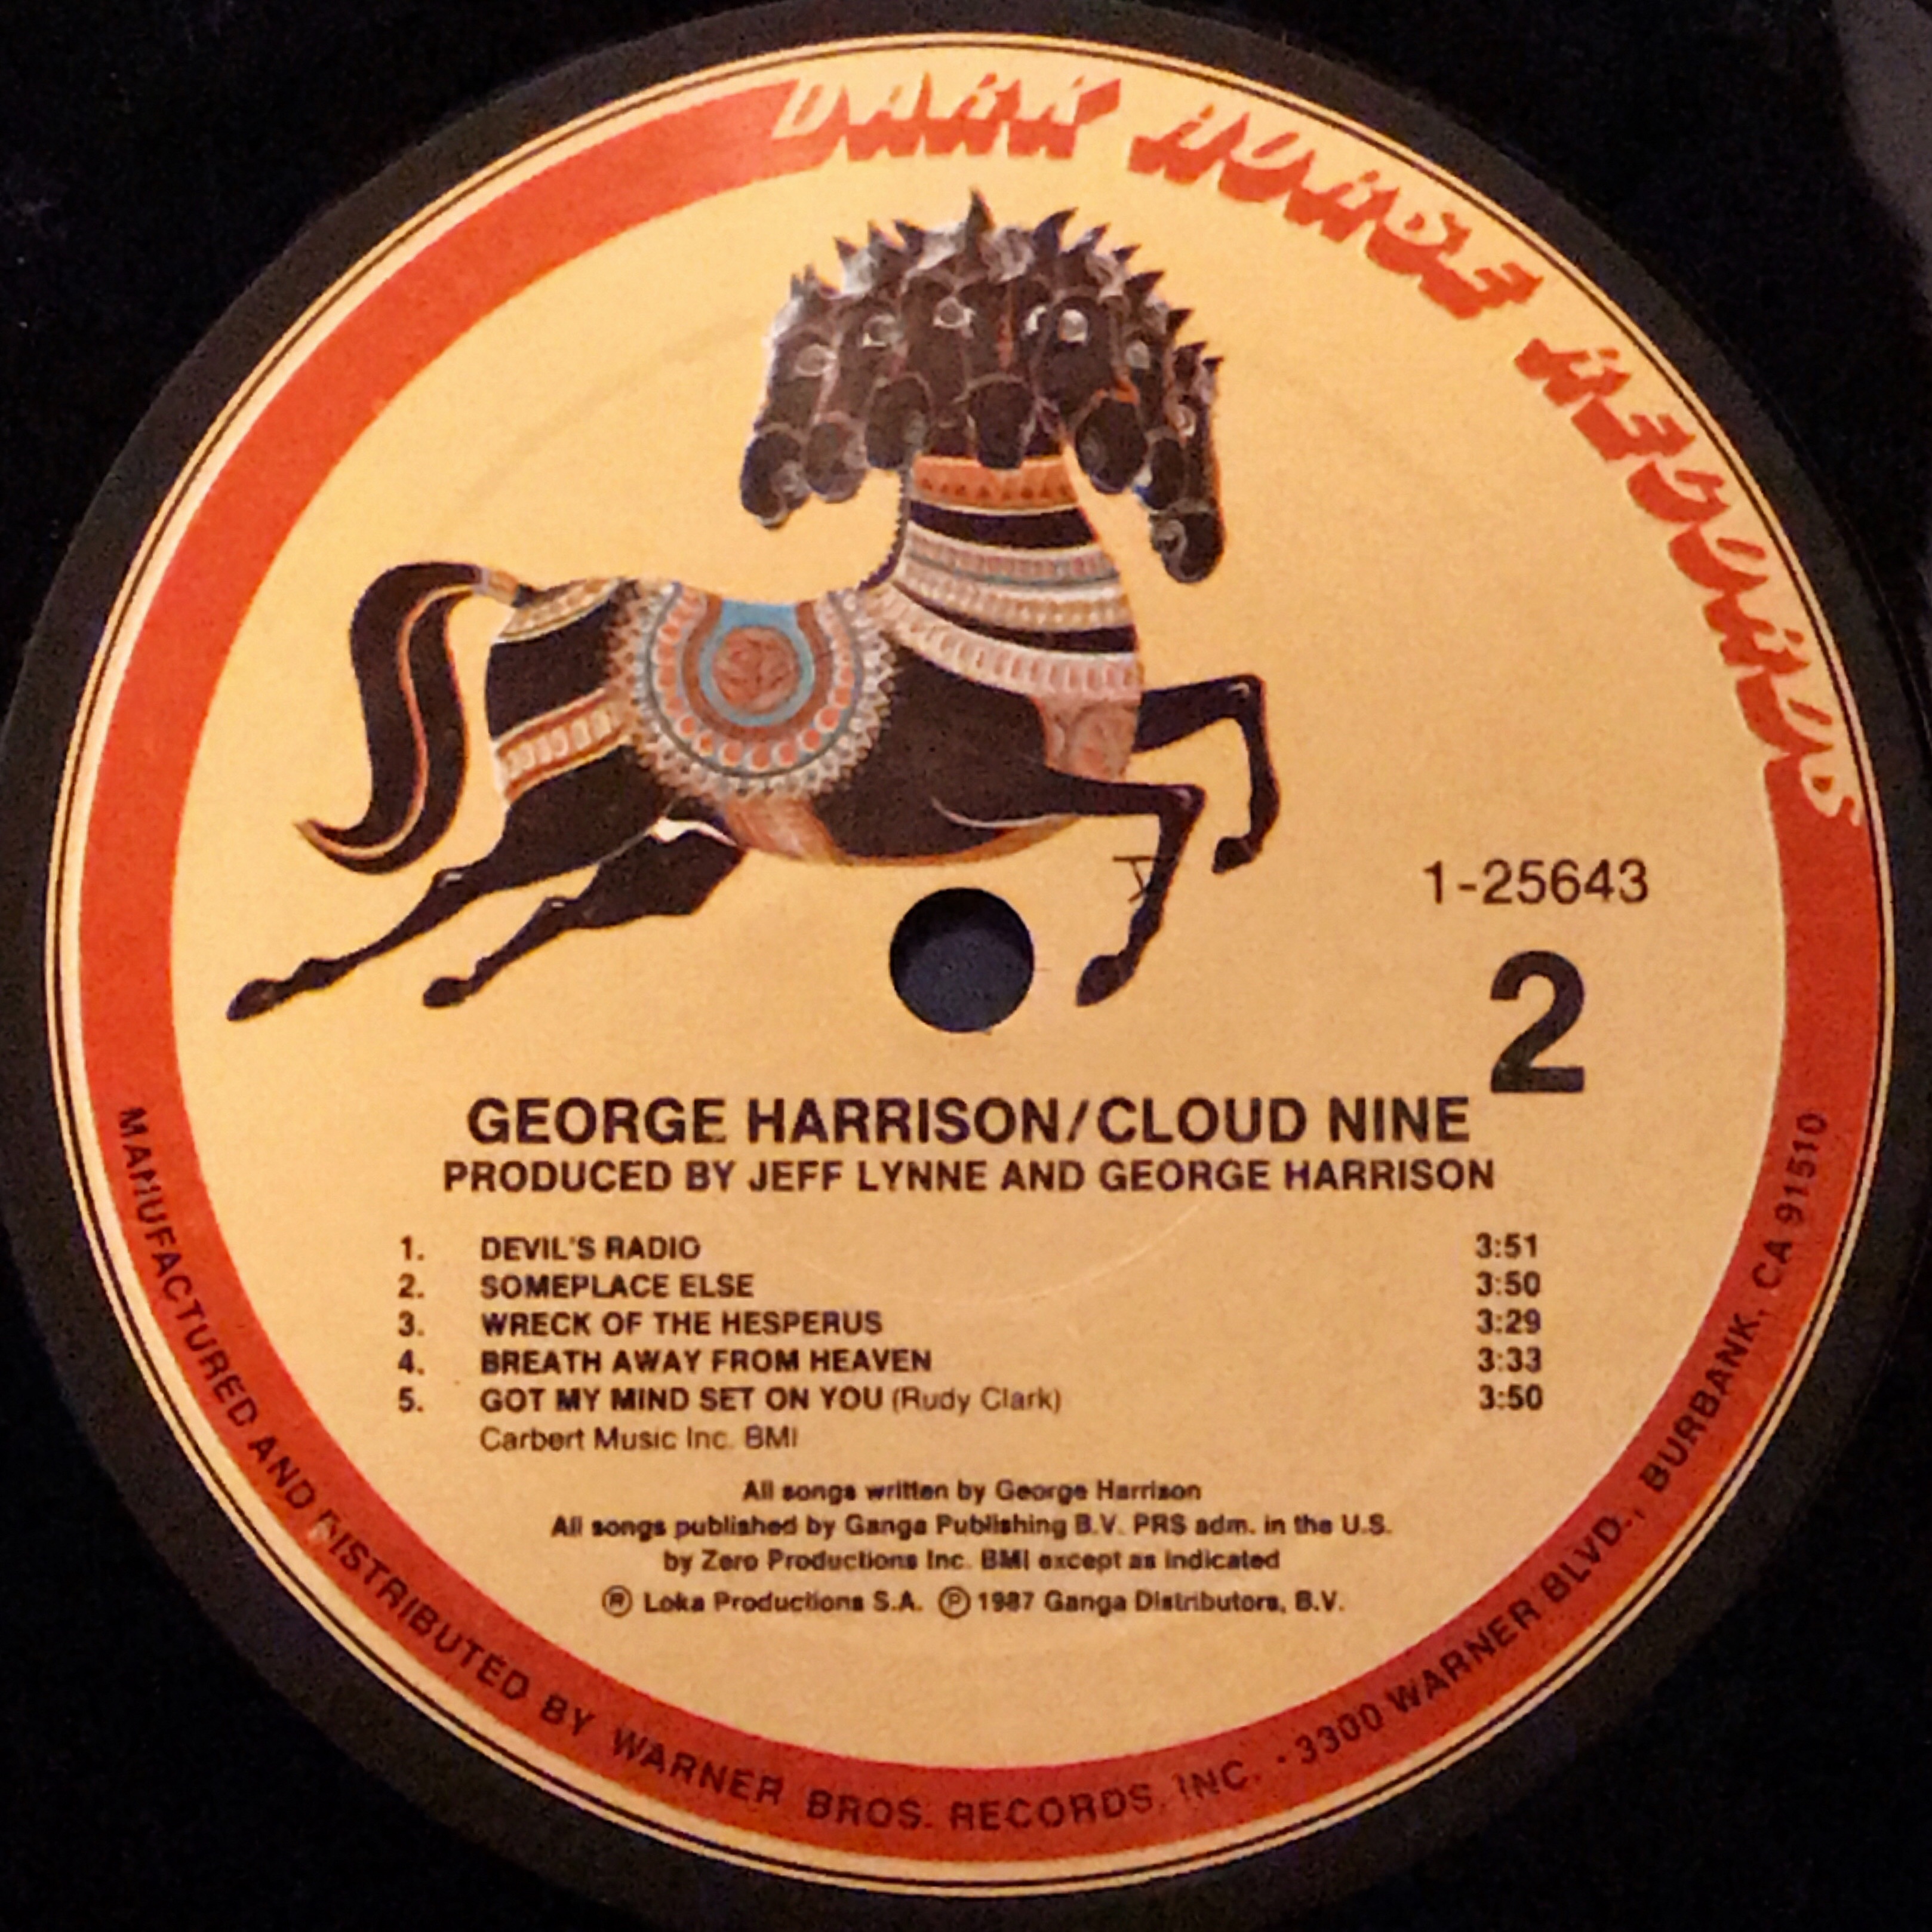 DARK HORSE RECORDS
1-25643
2
GEORGE HARRISON/CLOUD NINE
PRODUCED BY JEFF LYNNE AND GEORGE HARRISON
1. DEVIL'S RADIO 3:51
2. SOMEPLACE ELSE 3:50
3. WRECK OF THE HESPERUS 3:29
4. BREATH AWAY FROM HEAVEN 3:33
5. GOT MY MIND SET ON YOU (Rudy Clark) 3:50
Carbert Music Inc. BMI
All songs written by George Harrison
All songs published by Ganga Publishing B.V. PRS adm. in the U.S.
by Zero Productions Inc. BMI except as indicated
® Loka Productions S.A. ℗ 1987 Ganga Distributors, B.V.
MANUFACTURED AND DISTRIBUTED BY WARNER BROS. RECORDS, INC. · 3300 WARNER BLVD., BURBANK, CA 91510